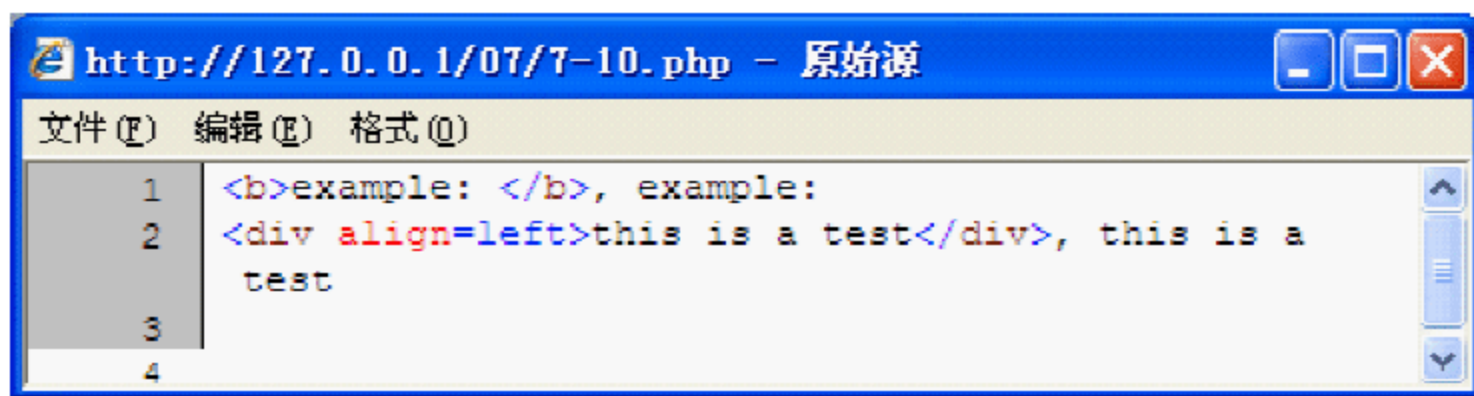 http://127.0.0.1/07/7-10.php - 原始源
文件(F) 编辑(E) 格式(O)
1 <b>example: </b>, example:
2 <div align=left>this is a test</div>, this is a
test
3
4